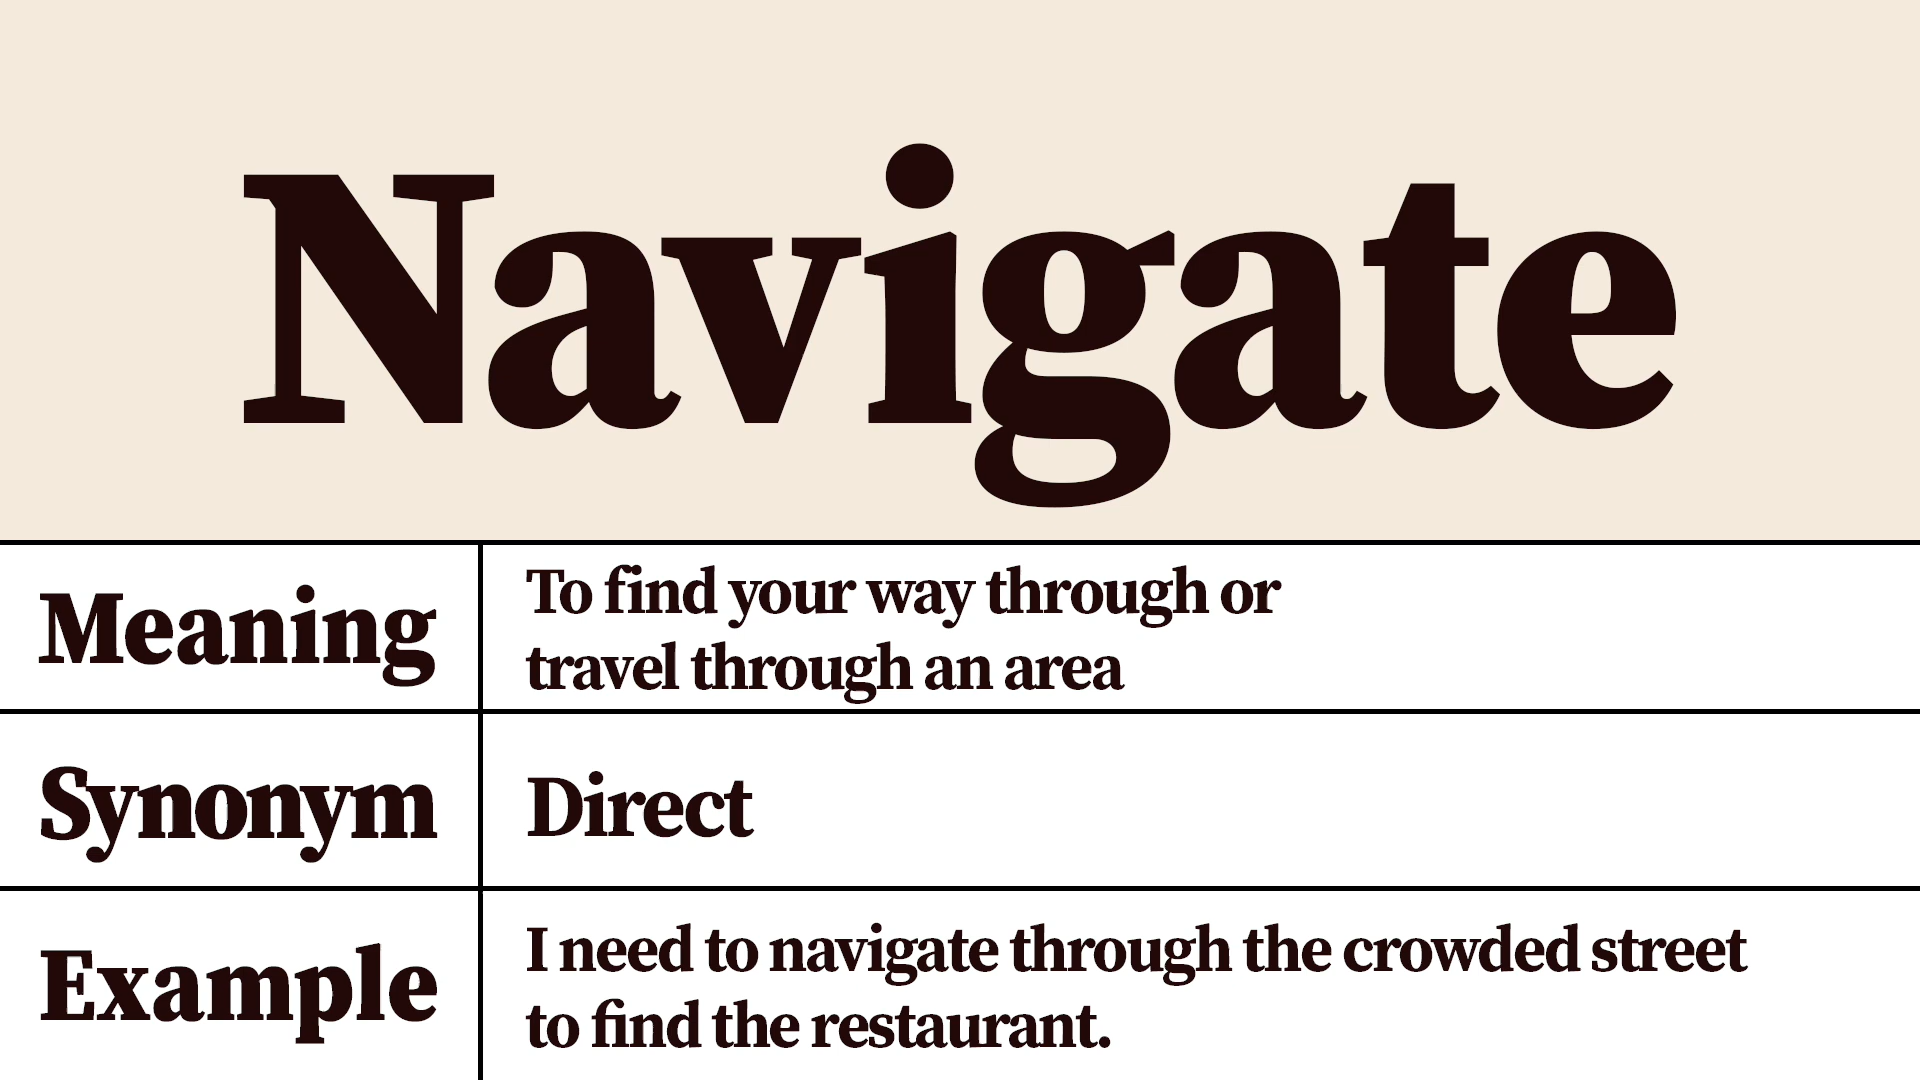 Navigate
Meaning
To find your way through or
travel through an area
Synonym
Direct
Example
I need to navigate through the crowded street
to find the restaurant.